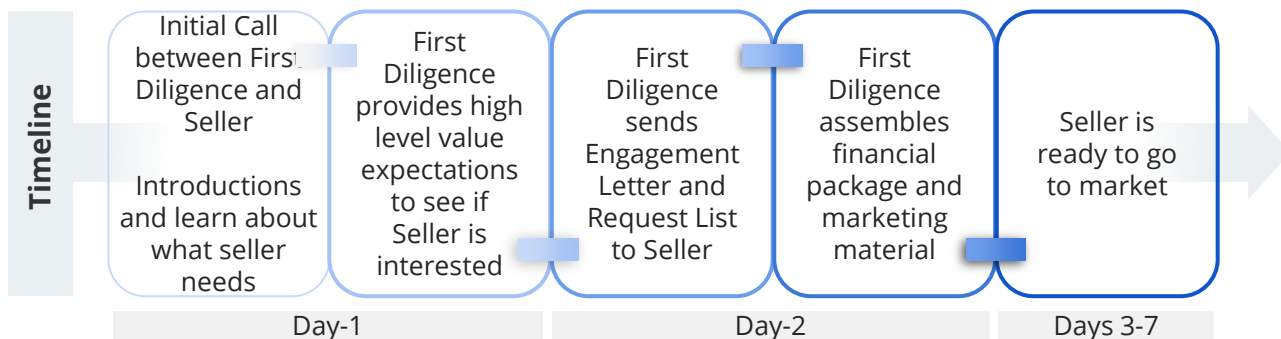 Timeline
Initial Call
between First
Diligence and
Seller
Introductions
and learn about
what seller
needs
First
Diligence
provides high
level value
expectations
to see if
Seller is
interested
First
Diligence
sends
Engagement
Letter and
Request List
to Seller
First
Diligence
assembles
financial
package and
marketing
material
Seller is
ready to go
to market
Day-1
Day-2
Days 3-7